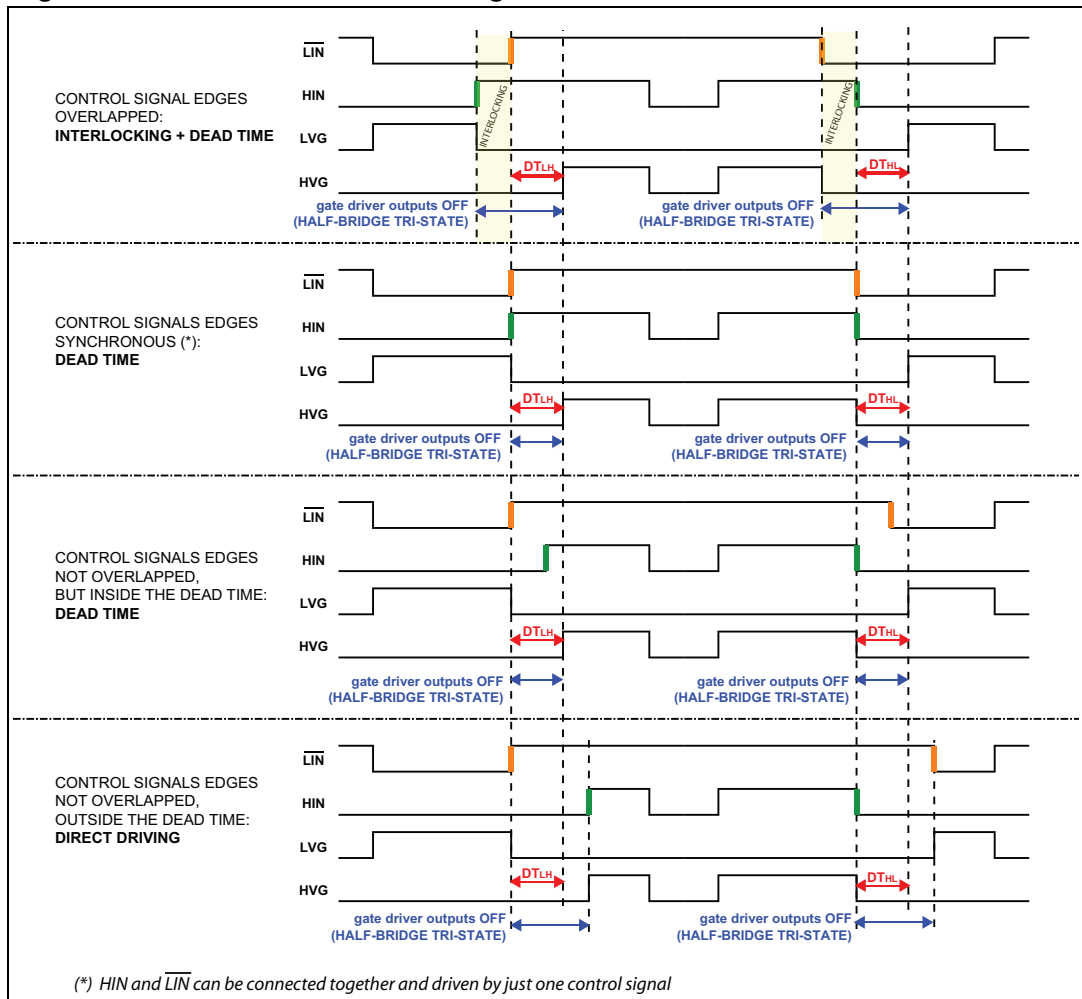 LIN
HIN
LVG
HVG
CONTROL SIGNAL EDGES
OVERLAPPED:
INTERLOCKING + DEAD TIME
INTERLOCKING
INTERLOCKING
DTLH
DTHL
gate driver outputs OFF
(HALF-BRIDGE TRI-STATE)
gate driver outputs OFF
(HALF-BRIDGE TRI-STATE)
LIN
HIN
LVG
HVG
CONTROL SIGNALS EDGES
SYNCHRONOUS (*):
DEAD TIME
DTLH
DTHL
gate driver outputs OFF
(HALF-BRIDGE TRI-STATE)
gate driver outputs OFF
(HALF-BRIDGE TRI-STATE)
LIN
HIN
LVG
HVG
CONTROL SIGNALS EDGES
NOT OVERLAPPED,
BUT INSIDE THE DEAD TIME:
DEAD TIME
DTLH
DTHL
gate driver outputs OFF
(HALF-BRIDGE TRI-STATE)
gate driver outputs OFF
(HALF-BRIDGE TRI-STATE)
LIN
HIN
LVG
HVG
CONTROL SIGNALS EDGES
NOT OVERLAPPED,
OUTSIDE THE DEAD TIME:
DIRECT DRIVING
DTLH
DTHL
gate driver outputs OFF
(HALF-BRIDGE TRI-STATE)
gate driver outputs OFF
(HALF-BRIDGE TRI-STATE)
(*) HIN and LIN can be connected together and driven by just one control signal